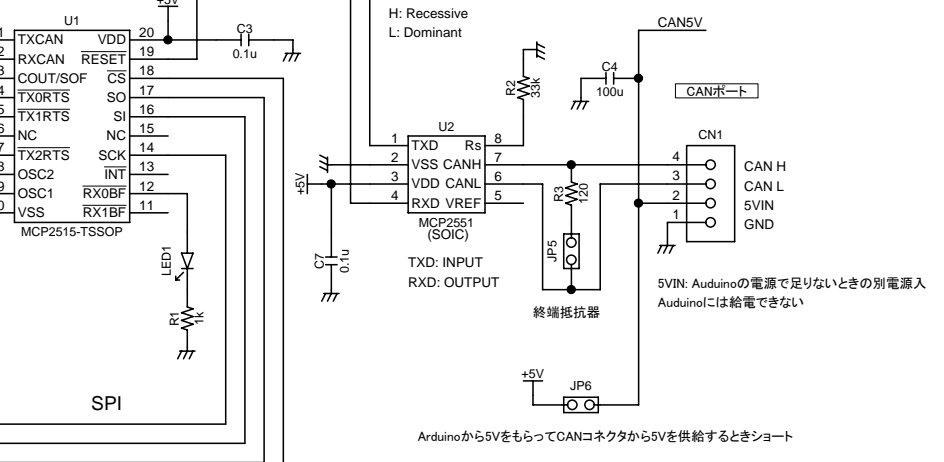 +5V
U1
1 TXCAN VDD 20
2 RXCAN RESET 19
3 COUT/SOF CS 18
4 TX0RTS SO 17
5 TX1RTS SI 16
6 NC NC 15
7 TX2RTS SCK 14
8 OSC2 INT 13
9 OSC1 RX0BF 12
0 VSS RX1BF 11
MCP2515-TSSOP
C3
0.1u
LED1
R1
1k
SPI
H: Recessive
L: Dominant
R2
33k
U2
1 TXD Rs 8
2 VSS CANH 7
3 VDD CANL 6
4 RXD VREF 5
MCP2551
(SOIC)
+5V
C7
0.1u
TXD: INPUT
RXD: OUTPUT
R3
120
JP5
終端抵抗器
CAN5V
C4
100u
CANポート
CN1
4 CAN H
3 CAN L
2 5VIN
1 GND
5VIN: Auduinoの電源で足りないときの別電源入
Auduinoには給電できない
+5V
JP6
Arduinoから5VをもらってCANコネクタから5Vを供給するときショート